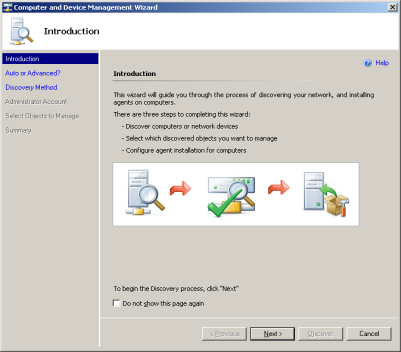 Computer and Device Management Wizard
Introduction
Introduction
Auto or Advanced?
Discovery Method
Administrator Account
Select Objects to Manage
Summary
Help
Introduction
This wizard will guide you through the process of discovering your network, and installing
agents on computers.
There are three steps to completing this wizard:
- Discover computers or network devices
- Select which discovered objects you want to manage
- Configure agent installation for computers
To begin the Discovery process, click "Next"
Do not show this page again
< Previous
Next >
Discover
Cancel